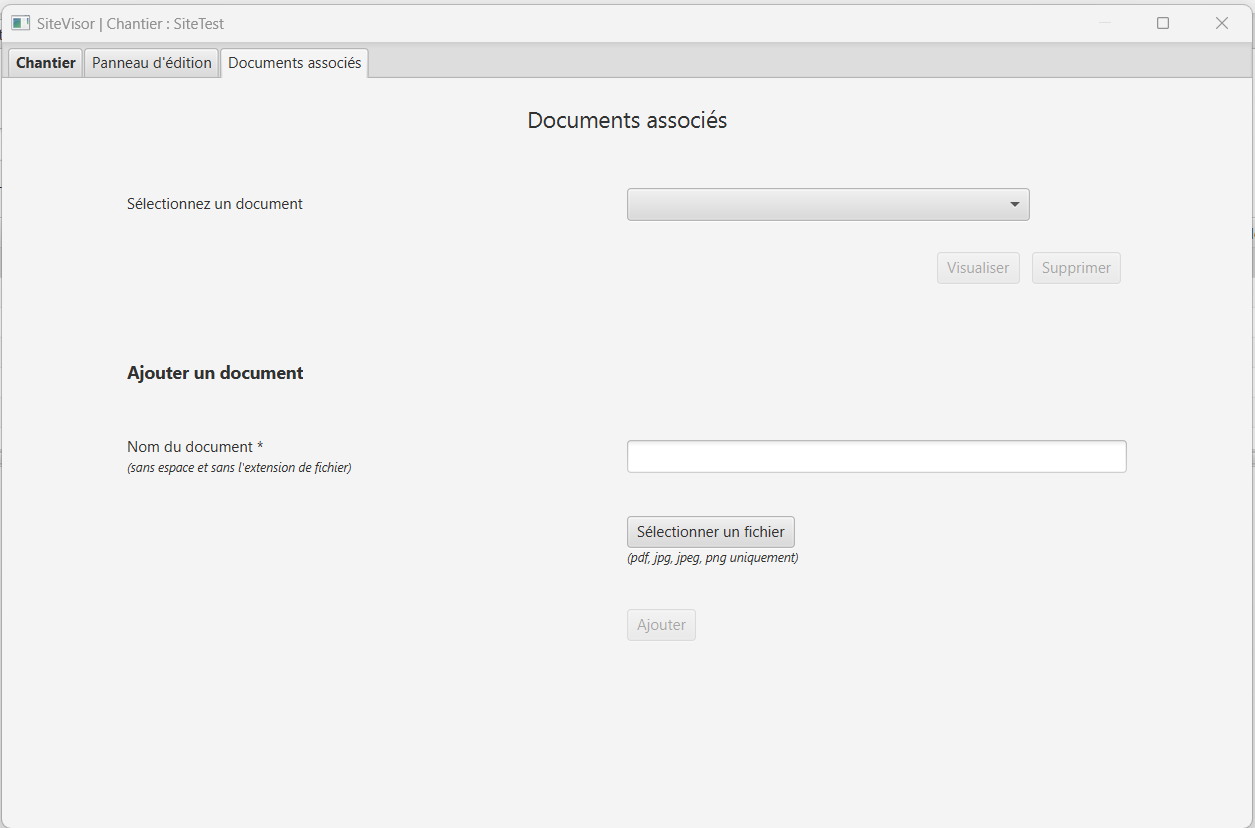 SiteVisor | Chantier : SiteTest
Chantier Panneau d'édition Documents associés
Documents associés
Sélectionnez un document
Visualiser Supprimer
Ajouter un document
Nom du document *
(sans espace et sans l'extension de fichier)
Sélectionner un fichier
(pdf, jpg, jpeg, png uniquement)
Ajouter